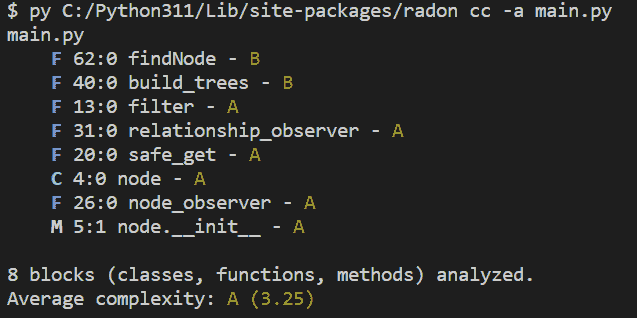 $ py C:/Python311/Lib/site-packages/radon cc -a main.py
main.py
    F 62:0 findNode - B
    F 40:0 build_trees - B
    F 13:0 filter - A
    F 31:0 relationship_observer - A
    F 20:0 safe_get - A
    C 4:0 node - A
    F 26:0 node_observer - A
    M 5:1 node.__init__ - A

8 blocks (classes, functions, methods) analyzed.
Average complexity: A (3.25)